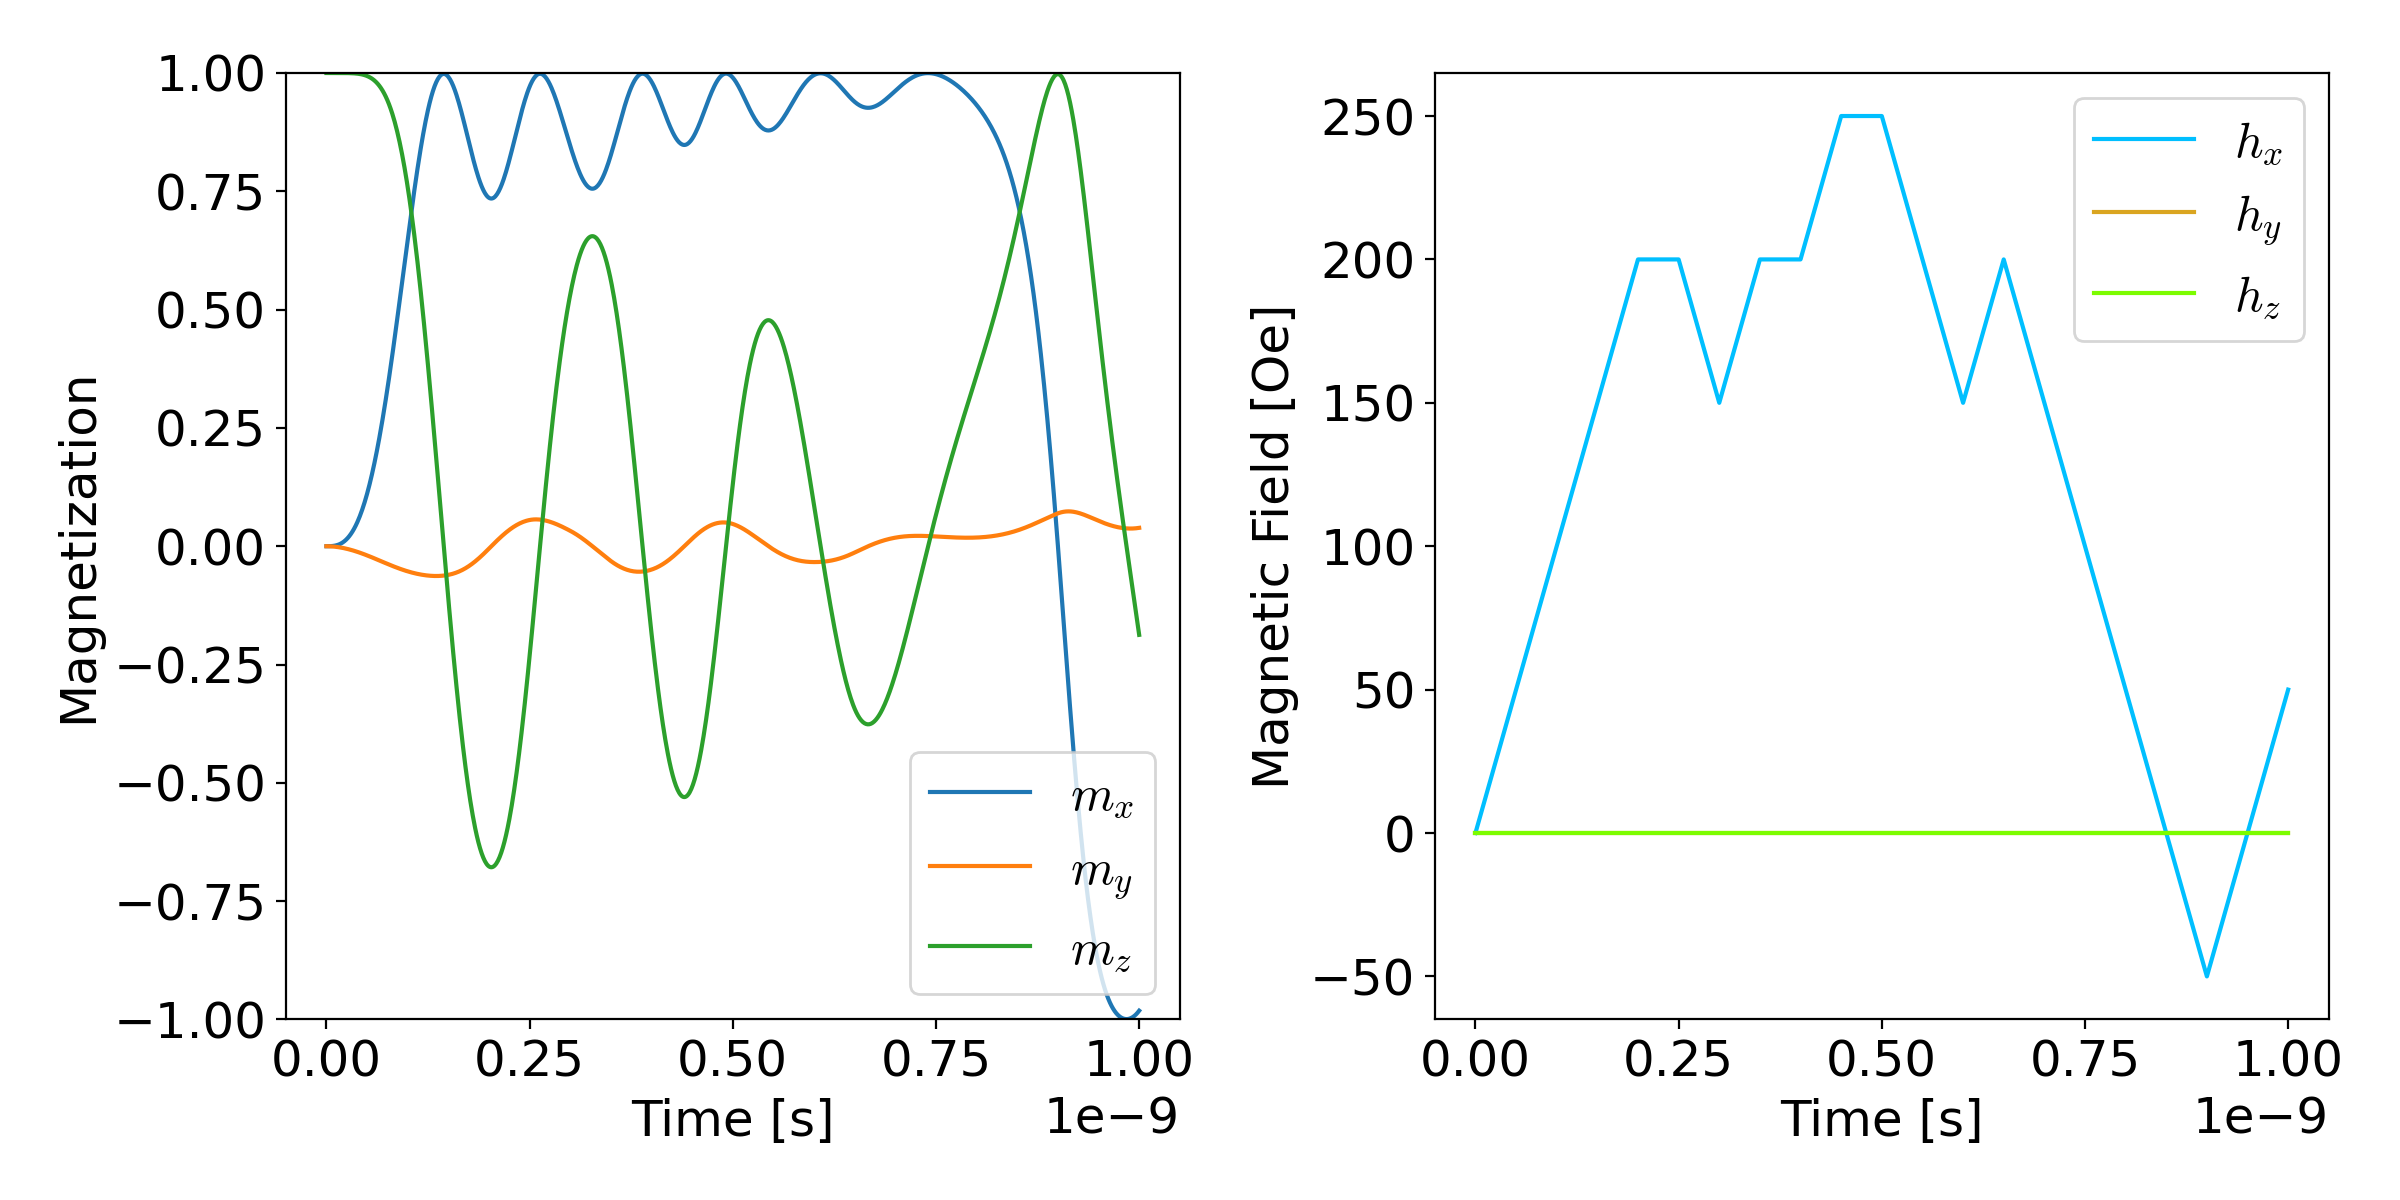 Magnetization
1.00
0.75
0.50
0.25
0.00
−0.25
−0.50
−0.75
−1.00
0.00 0.25 0.50 0.75 1.00
Time [s]
1e−9
m_x
m_y
m_z
Magnetic Field [Oe]
250
200
150
100
50
0
−50
0.00 0.25 0.50 0.75 1.00
Time [s]
1e−9
h_x
h_y
h_z